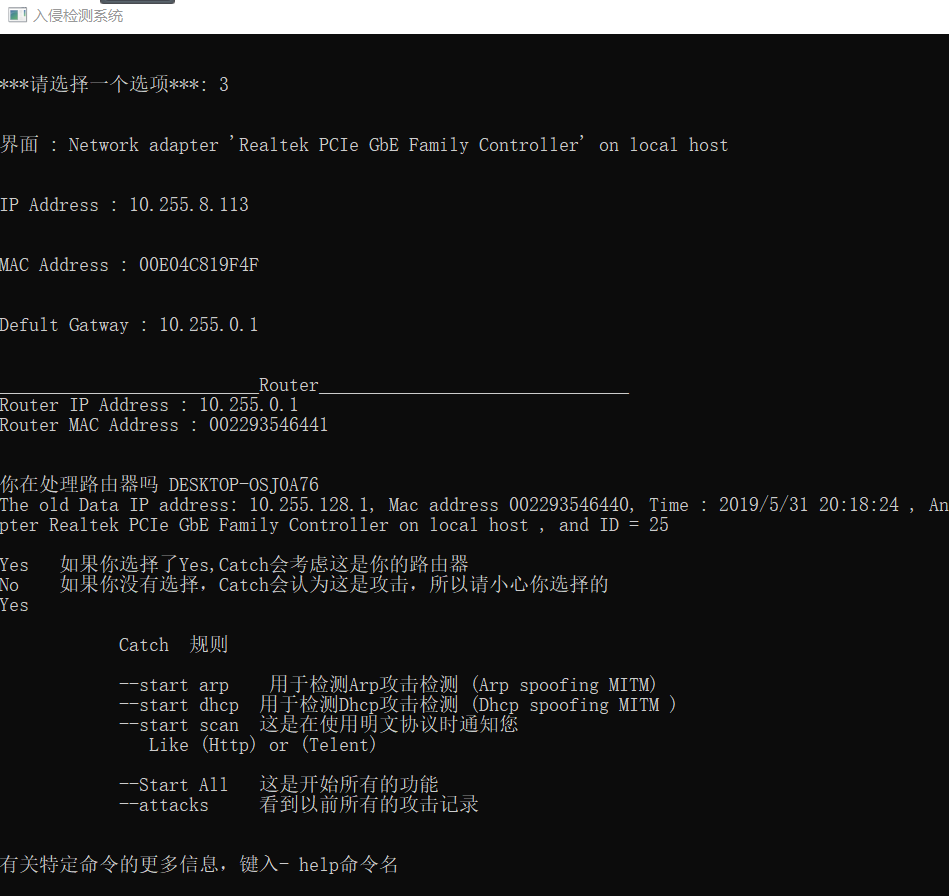 入侵检测系统
***请选择一个选项***: 3
界面 : Network adapter 'Realtek PCIe GbE Family Controller' on local host
IP Address : 10.255.8.113
MAC Address : 00E04C819F4F
Defult Gatway : 10.255.0.1
__________________________Router_______________________________
Router IP Address : 10.255.0.1
Router MAC Address : 002293546441
你在处理路由器吗 DESKTOP-OSJOA76
The old Data IP address: 10.255.128.1, Mac address 002293546440, Time : 2019/5/31 20:18:24 , An
pter Realtek PCIe GbE Family Controller on local host , and ID = 25
Yes 如果你选择了Yes,Catch会考虑这是你的路由器
No 如果你没有选择，Catch会认为这是攻击，所以请小心你选择的
Yes
Catch 规则
--start arp 用于检测Arp攻击检测 (Arp spoofing MITM)
--start dhcp 用于检测Dhcp攻击检测 (Dhcp spoofing MITM )
--start scan 这是在使用明文协议时通知您
Like (Http) or (Telent)
--Start All 这是开始所有的功能
--attacks 看到以前所有的攻击记录
有关特定命令的更多信息，键入- help命令名